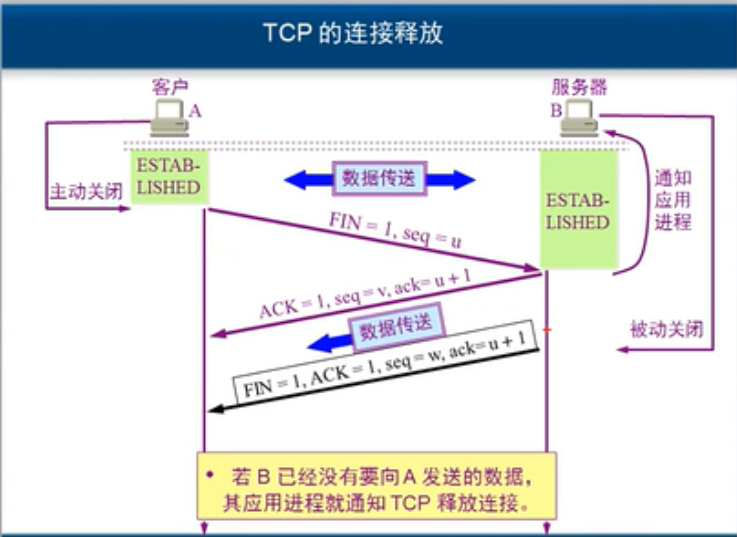 TCP 的连接释放
客户
A
服务器
B
ESTAB-
LISHED
主动关闭
数据传送
ESTAB-
LISHED
通知
应用
进程
FIN = 1, seq = u
ACK = 1, seq = v, ack= u + 1
数据传送
被动关闭
FIN = 1, ACK = 1, seq = w, ack= u + 1
• 若 B 已经没有要向 A 发送的数据，
其应用进程就通知 TCP 释放连接。